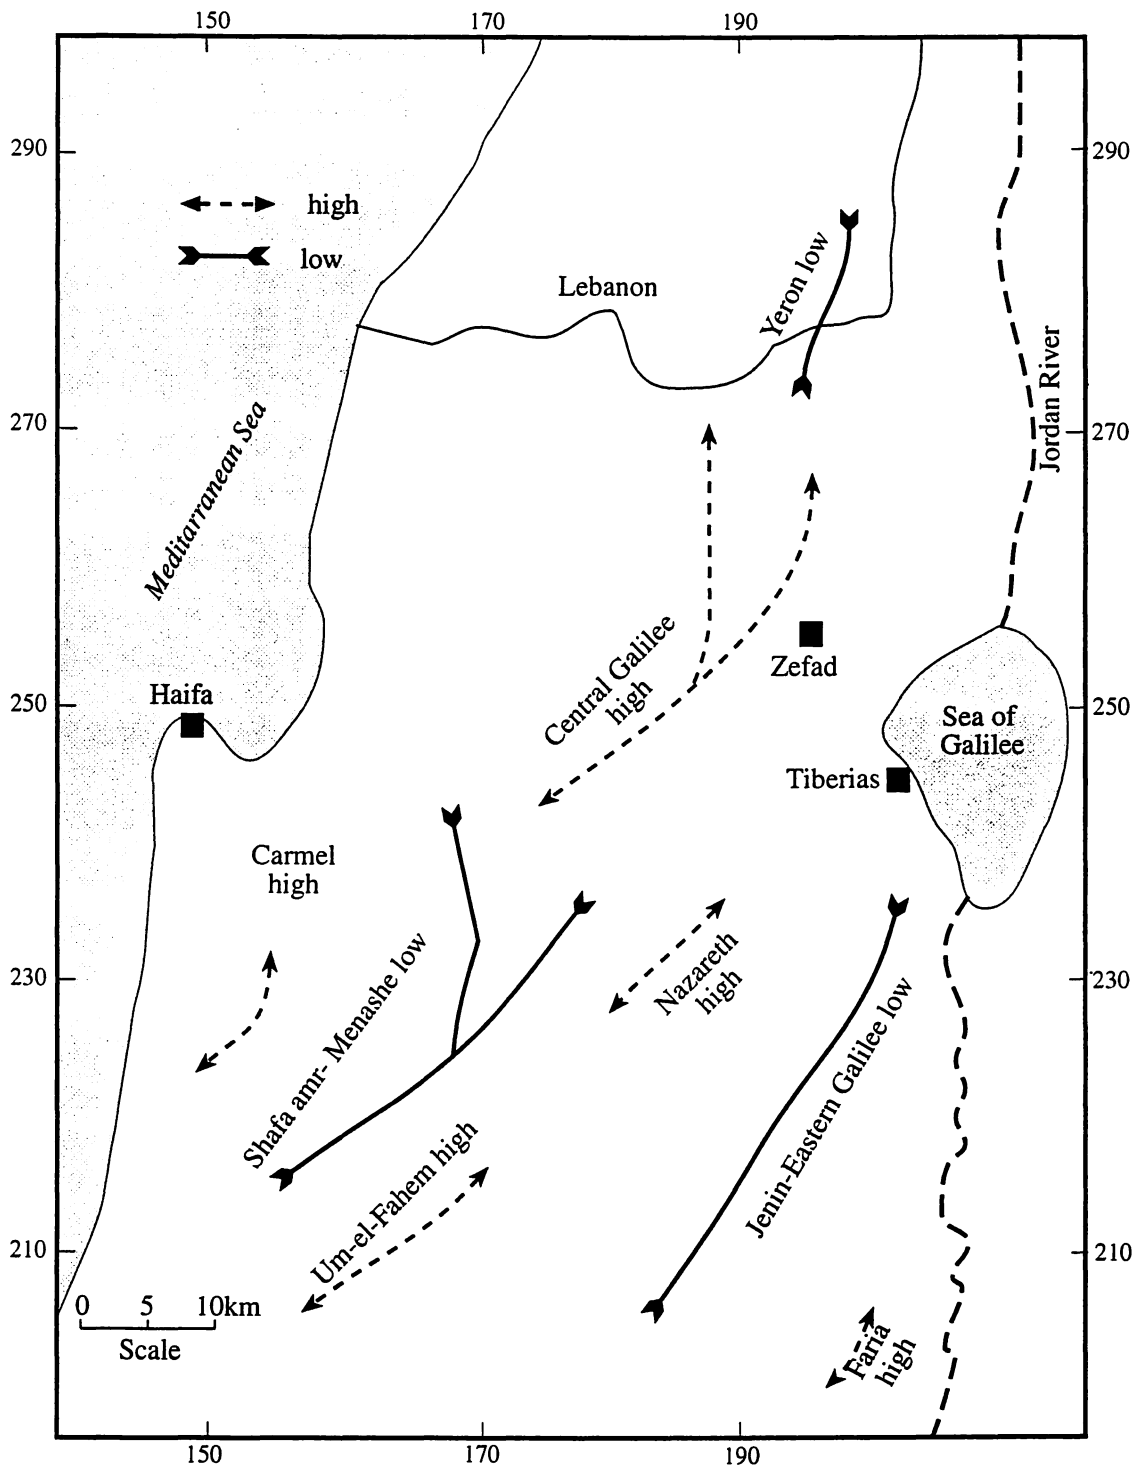 150 170 190
290 290
high
low
Lebanon
Yeron low
Jordan River
270 270
Meditarranean Sea
Central Galilee
high
Zefad
Haifa
250 250
Sea of
Galilee
Tiberias
Carmel
high
230 230
Nazareth
high
Shafa amr- Menashe low
Jenin-Eastern Galilee low
Um-el-Fahem high
210 210
0 5 10km
Scale
Faria
high
150 170 190